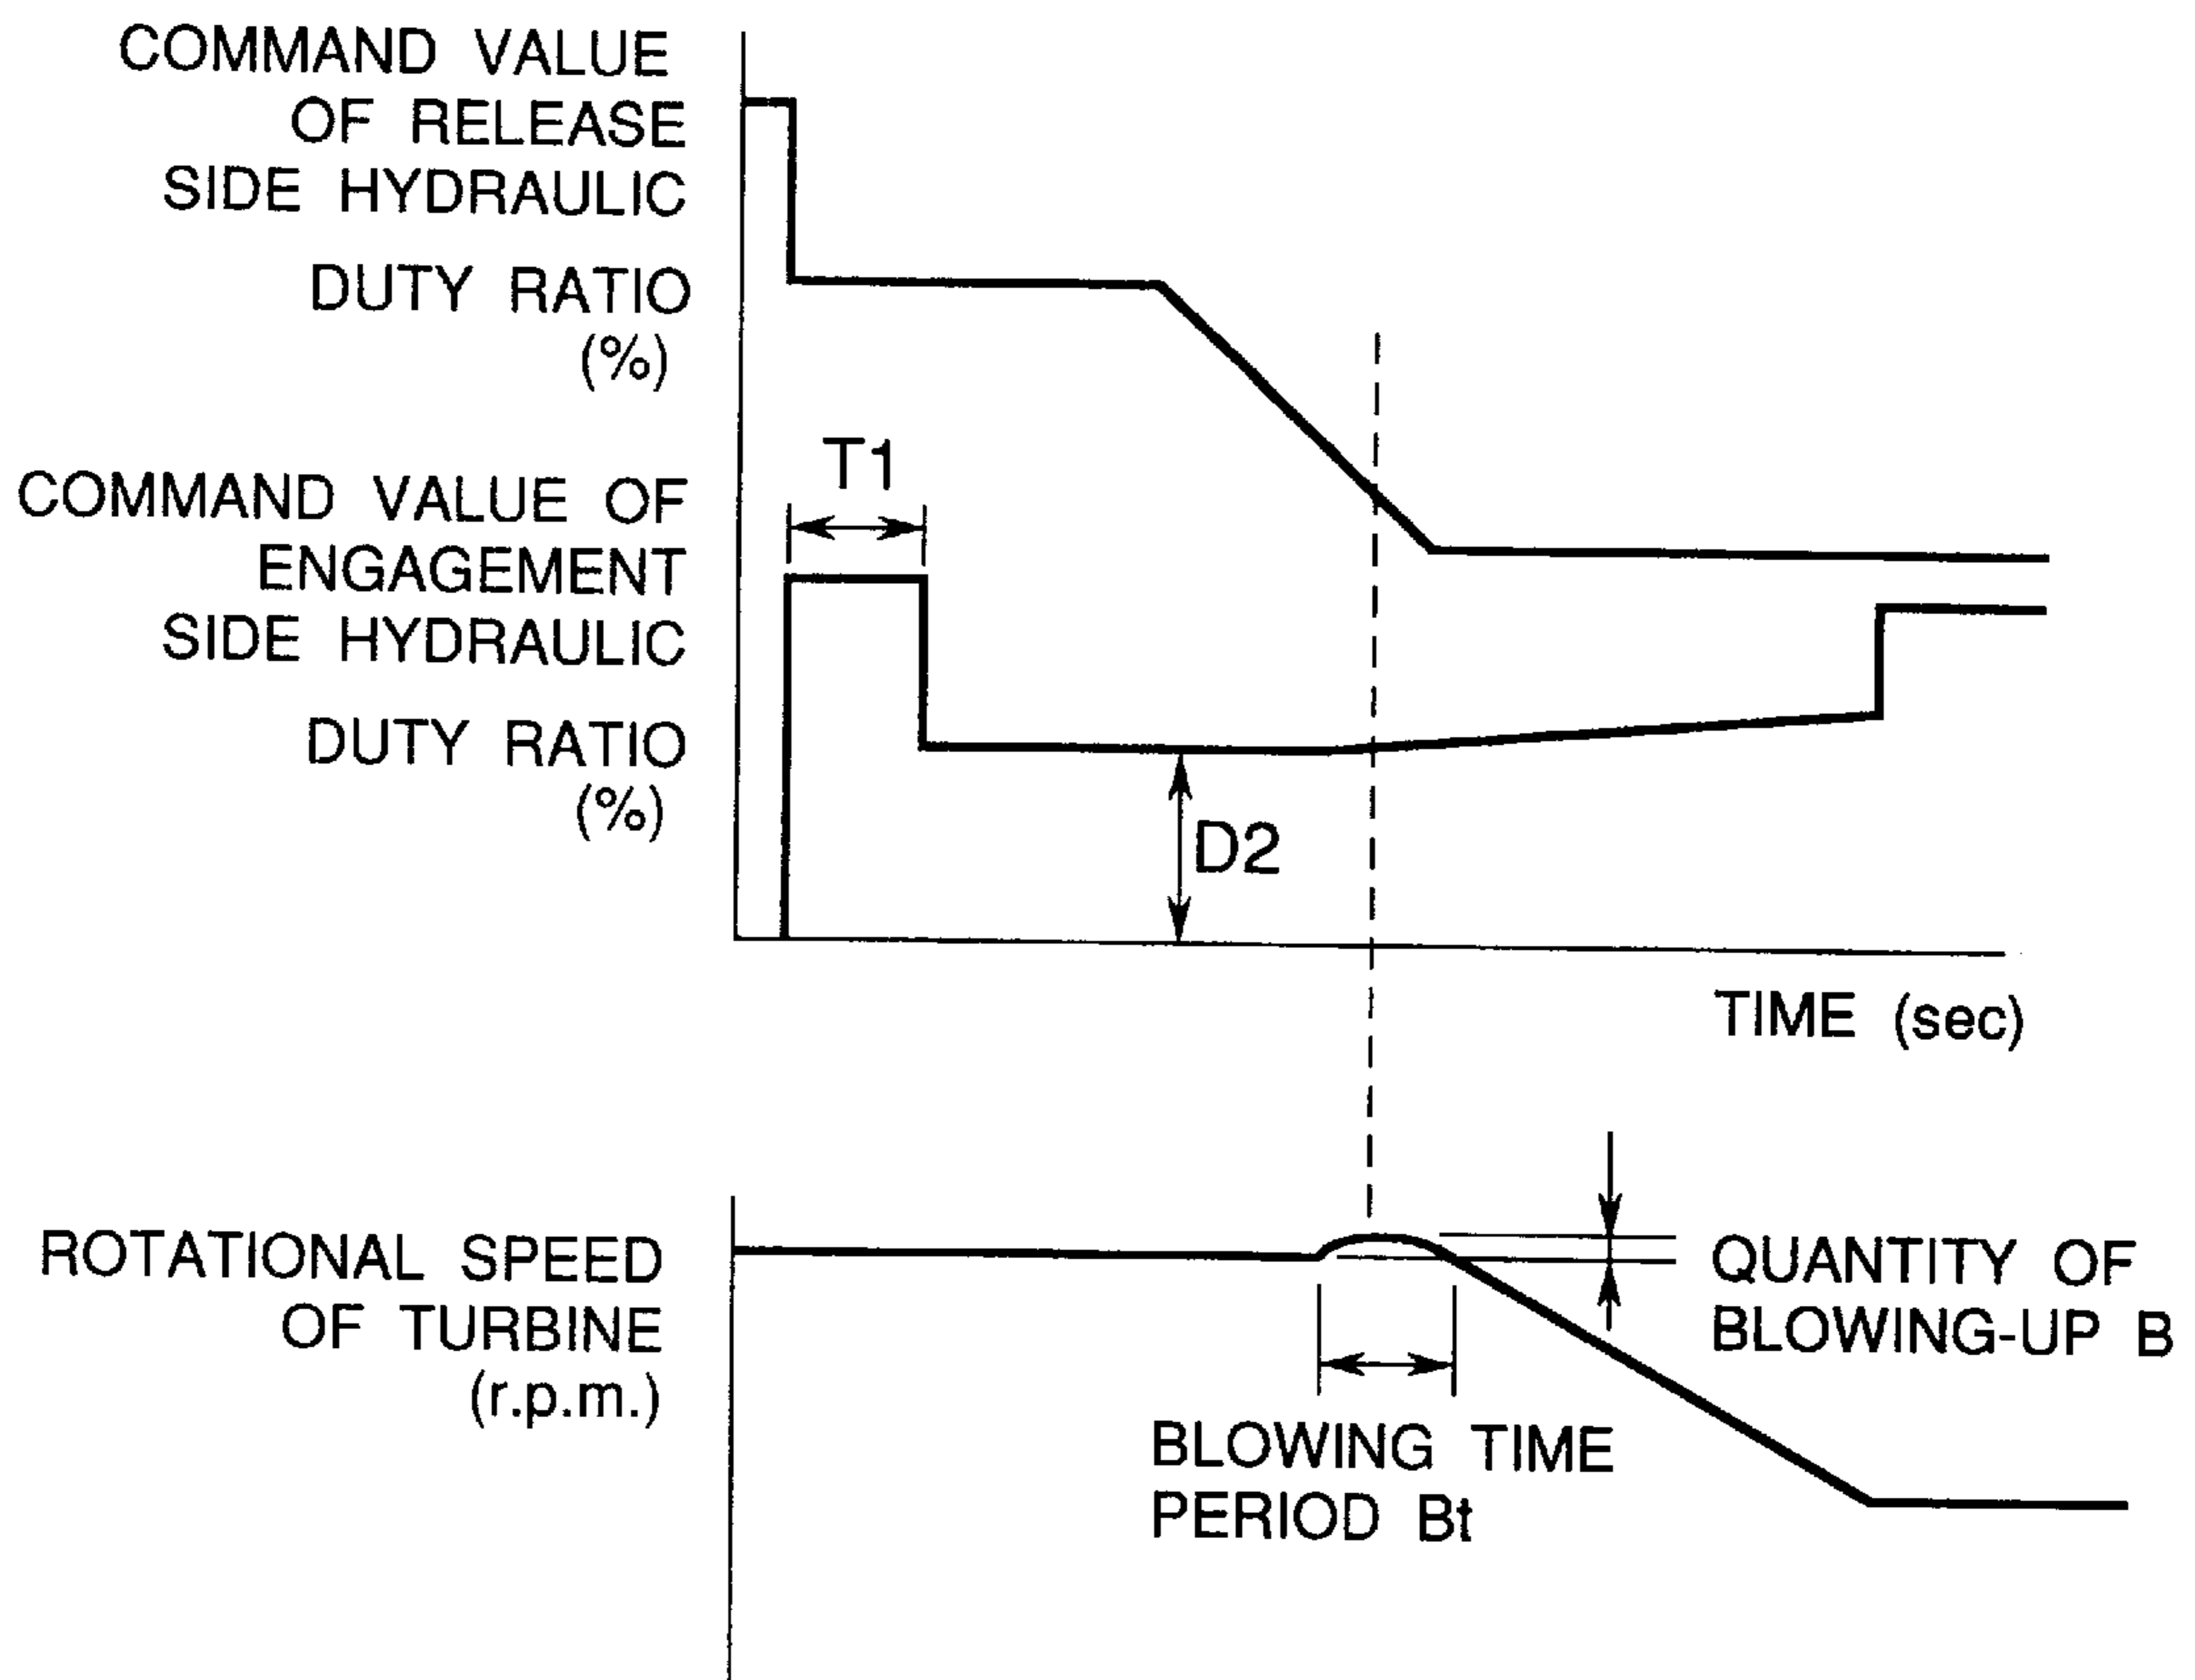 COMMAND VALUE
OF RELEASE
SIDE HYDRAULIC
DUTY RATIO
(%)
T1
COMMAND VALUE OF
ENGAGEMENT
SIDE HYDRAULIC
DUTY RATIO
(%)
D2
TIME (sec)
ROTATIONAL SPEED
OF TURBINE
(r.p.m.)
QUANTITY OF
BLOWING-UP B
BLOWING TIME
PERIOD Bt